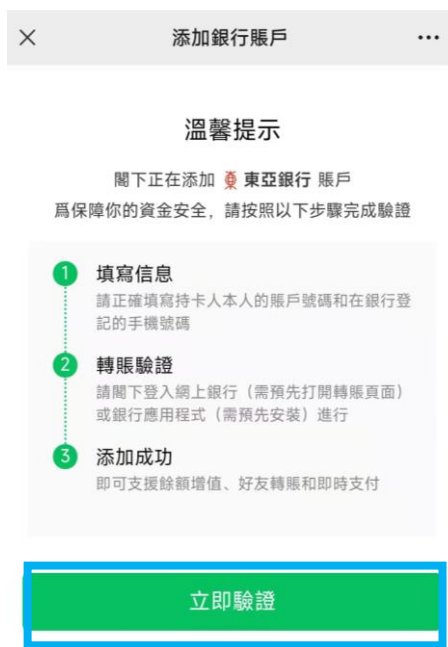 添加銀行賬戶
溫馨提示
閣下正在添加 東亞銀行 賬戶
爲保障你的資金安全，請按照以下步驟完成驗證
1 填寫信息
請正確填寫持卡人本人的賬戶號碼和在銀行登
記的手機號碼
2 轉賬驗證
請閣下登入網上銀行（需預先打開轉賬頁面）
或銀行應用程式（需預先安裝）進行
3 添加成功
即可支援餘額增值、好友轉賬和即時支付
立即驗證